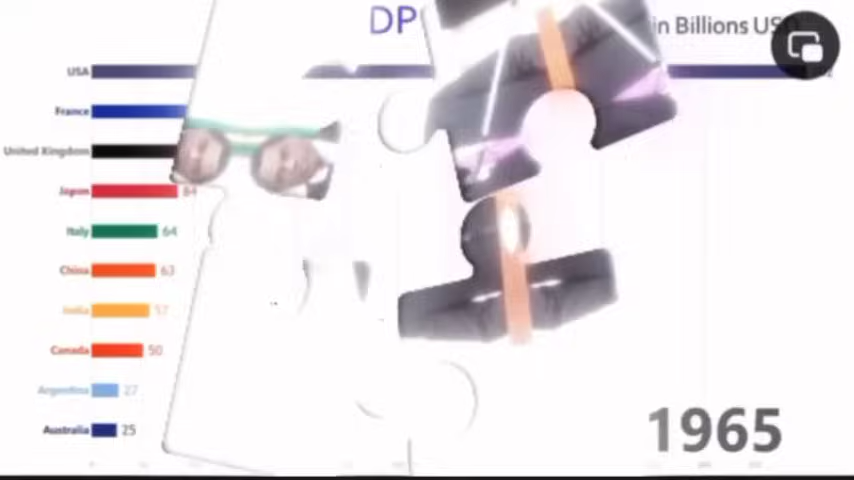 DP in Billions USD
USA
France
United Kingdom
Japan 84
Italy 64
China 63
India 57
Canada 50
Argentina 27
Australia 25
1965